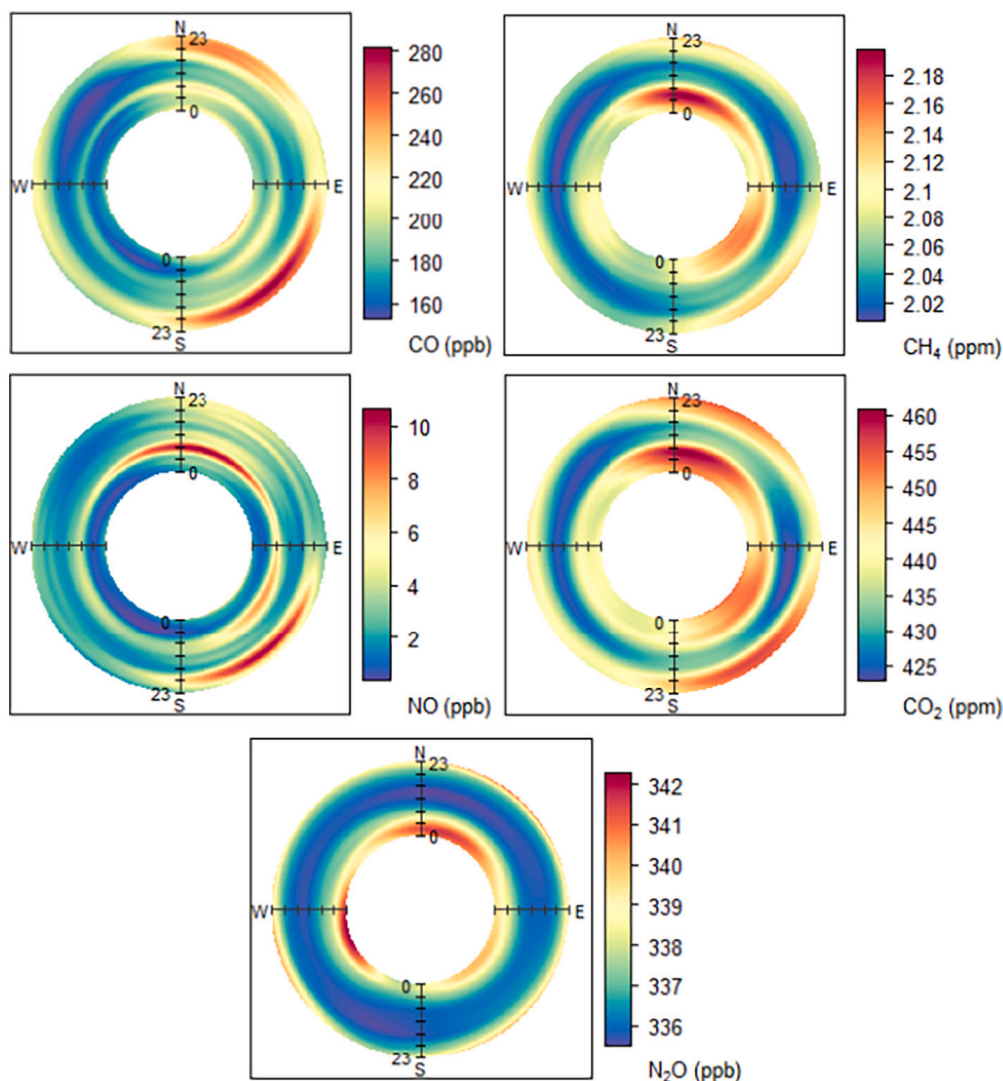 N
23
0
W
E
0
23
S
280
260
240
220
200
180
160
CO (ppb)
N
23
0
W
E
0
23
S
2.18
2.16
2.14
2.12
2.1
2.08
2.06
2.04
2.02
CH₄ (ppm)
N
23
0
W
E
0
23
S
10
8
6
4
2
NO (ppb)
N
23
0
W
E
0
23
S
460
455
450
445
440
435
430
425
CO₂ (ppm)
N
23
0
W
E
0
23
S
342
341
340
339
338
337
336
N₂O (ppb)